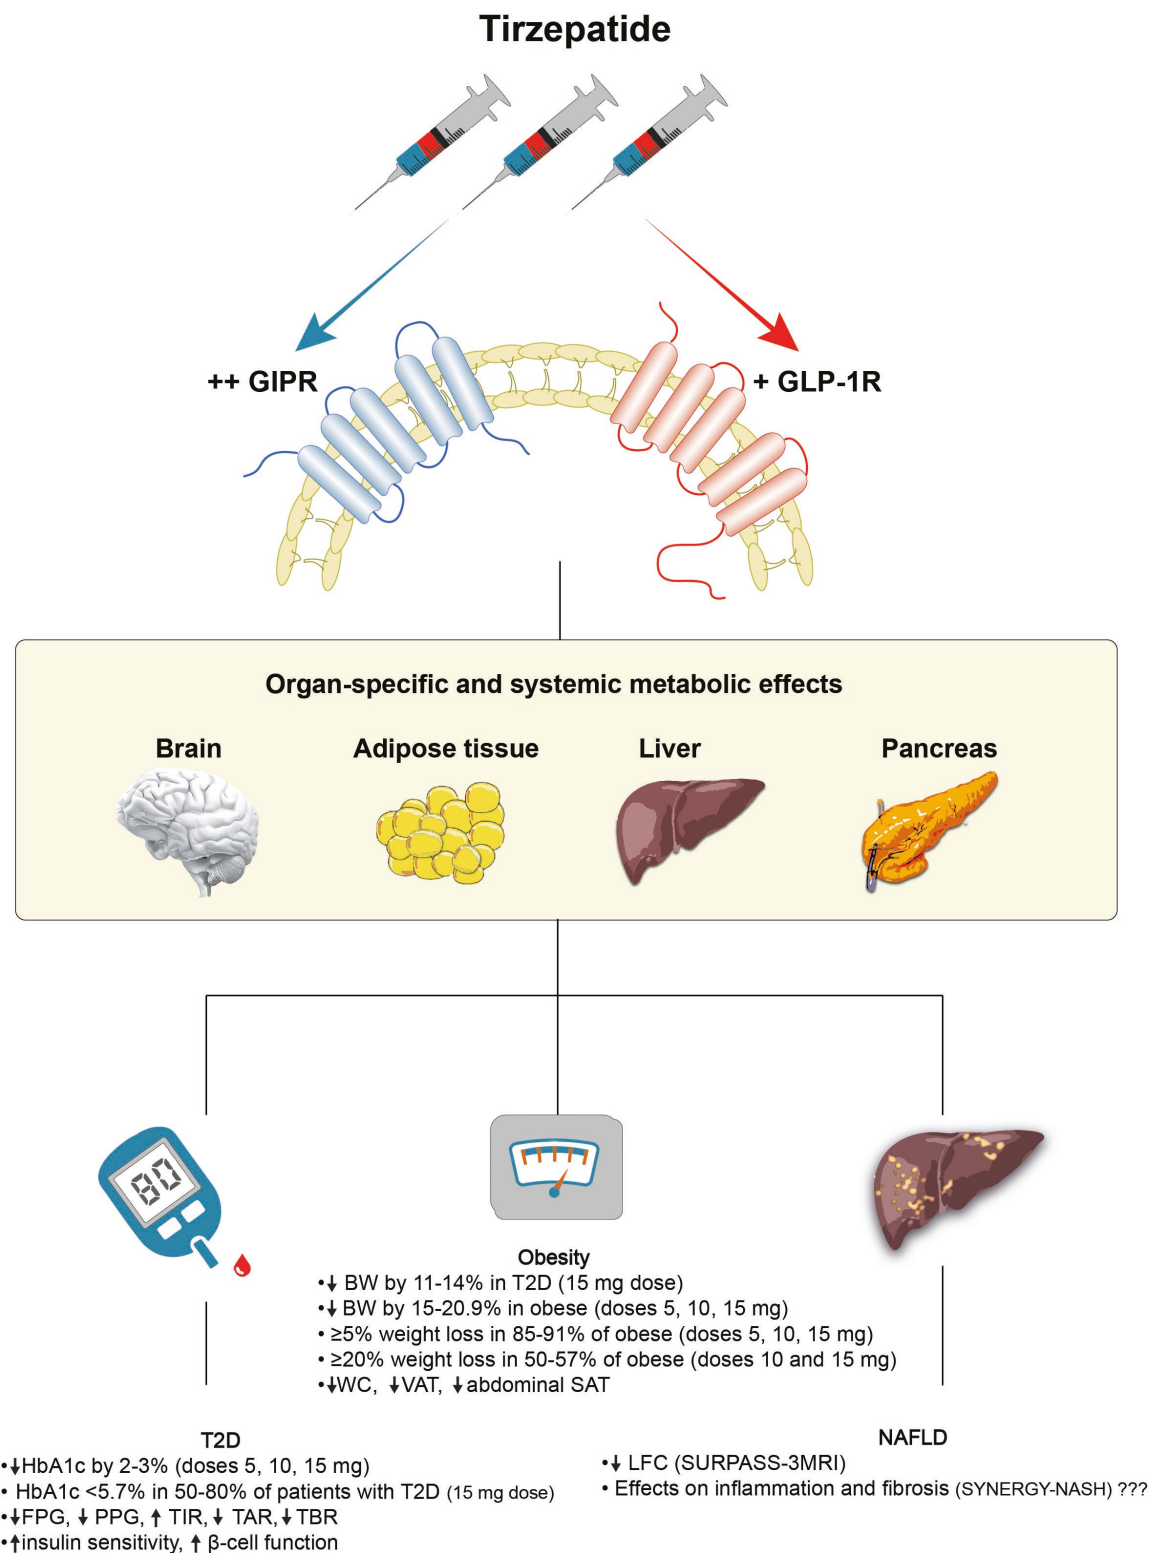 Tirzepatide
++ GIPR
+ GLP-1R
Organ-specific and systemic metabolic effects
Brain
Adipose tissue
Liver
Pancreas
80
Obesity
•↓ BW by 11-14% in T2D (15 mg dose)
•↓ BW by 15-20.9% in obese (doses 5, 10, 15 mg)
• ≥5% weight loss in 85-91% of obese (doses 5, 10, 15 mg)
• ≥20% weight loss in 50-57% of obese (doses 10 and 15 mg)
•↓WC, ↓VAT, ↓abdominal SAT
T2D
•↓HbA1c by 2-3% (doses 5, 10, 15 mg)
• HbA1c <5.7% in 50-80% of patients with T2D (15 mg dose)
•↓FPG, ↓ PPG, ↑ TIR, ↓ TAR, ↓TBR
•↑insulin sensitivity, ↑ β-cell function
NAFLD
•↓ LFC (SURPASS-3MRI)
• Effects on inflammation and fibrosis (SYNERGY-NASH) ???